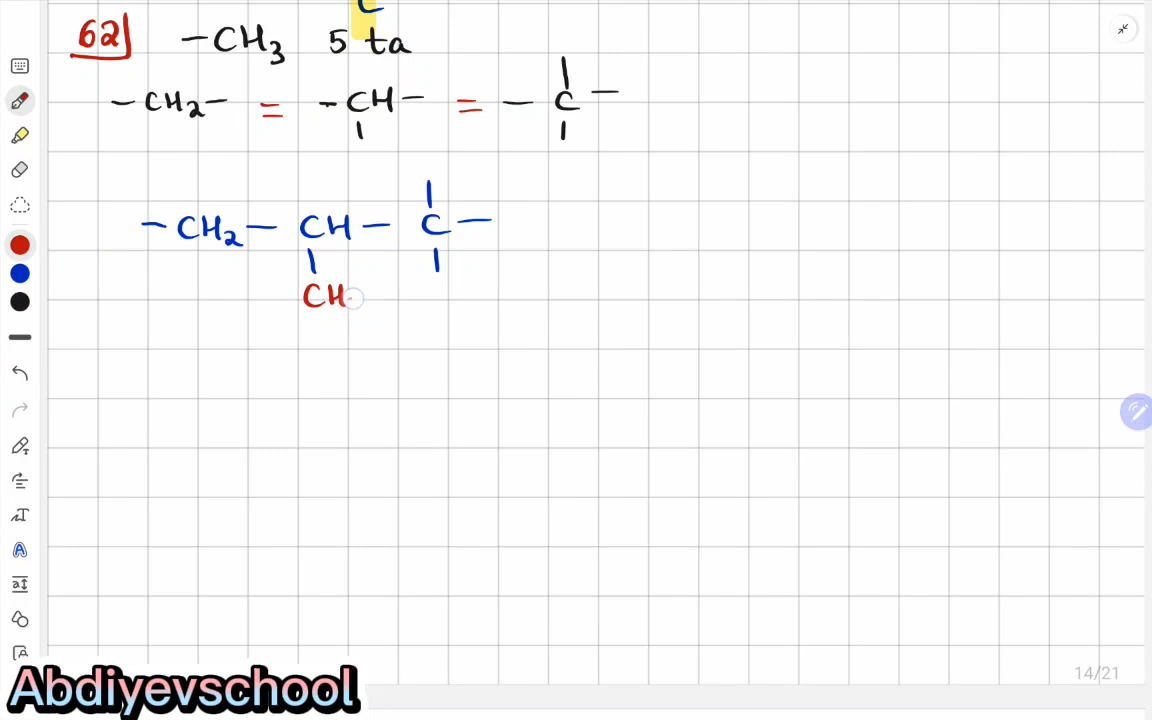 62) -CH3 5 ta
-CH2- = -CH- = -C-
-CH2-CH-C-
CH
14/21
Abdiyevschool